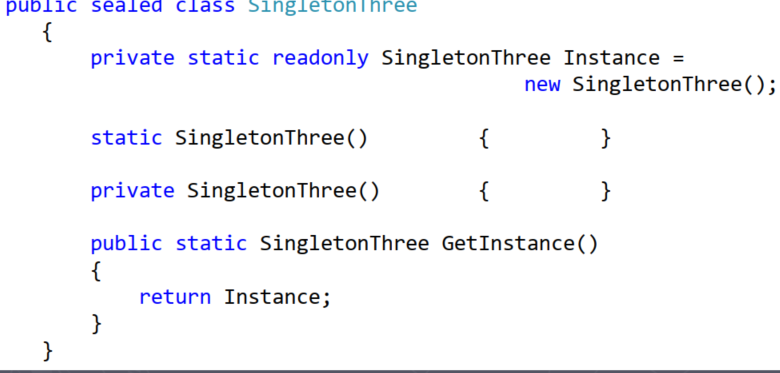 public sealed class SingletonThree
{
private static readonly SingletonThree Instance =
new SingletonThree();
static SingletonThree() { }
private SingletonThree() { }
public static SingletonThree GetInstance()
{
return Instance;
}
}